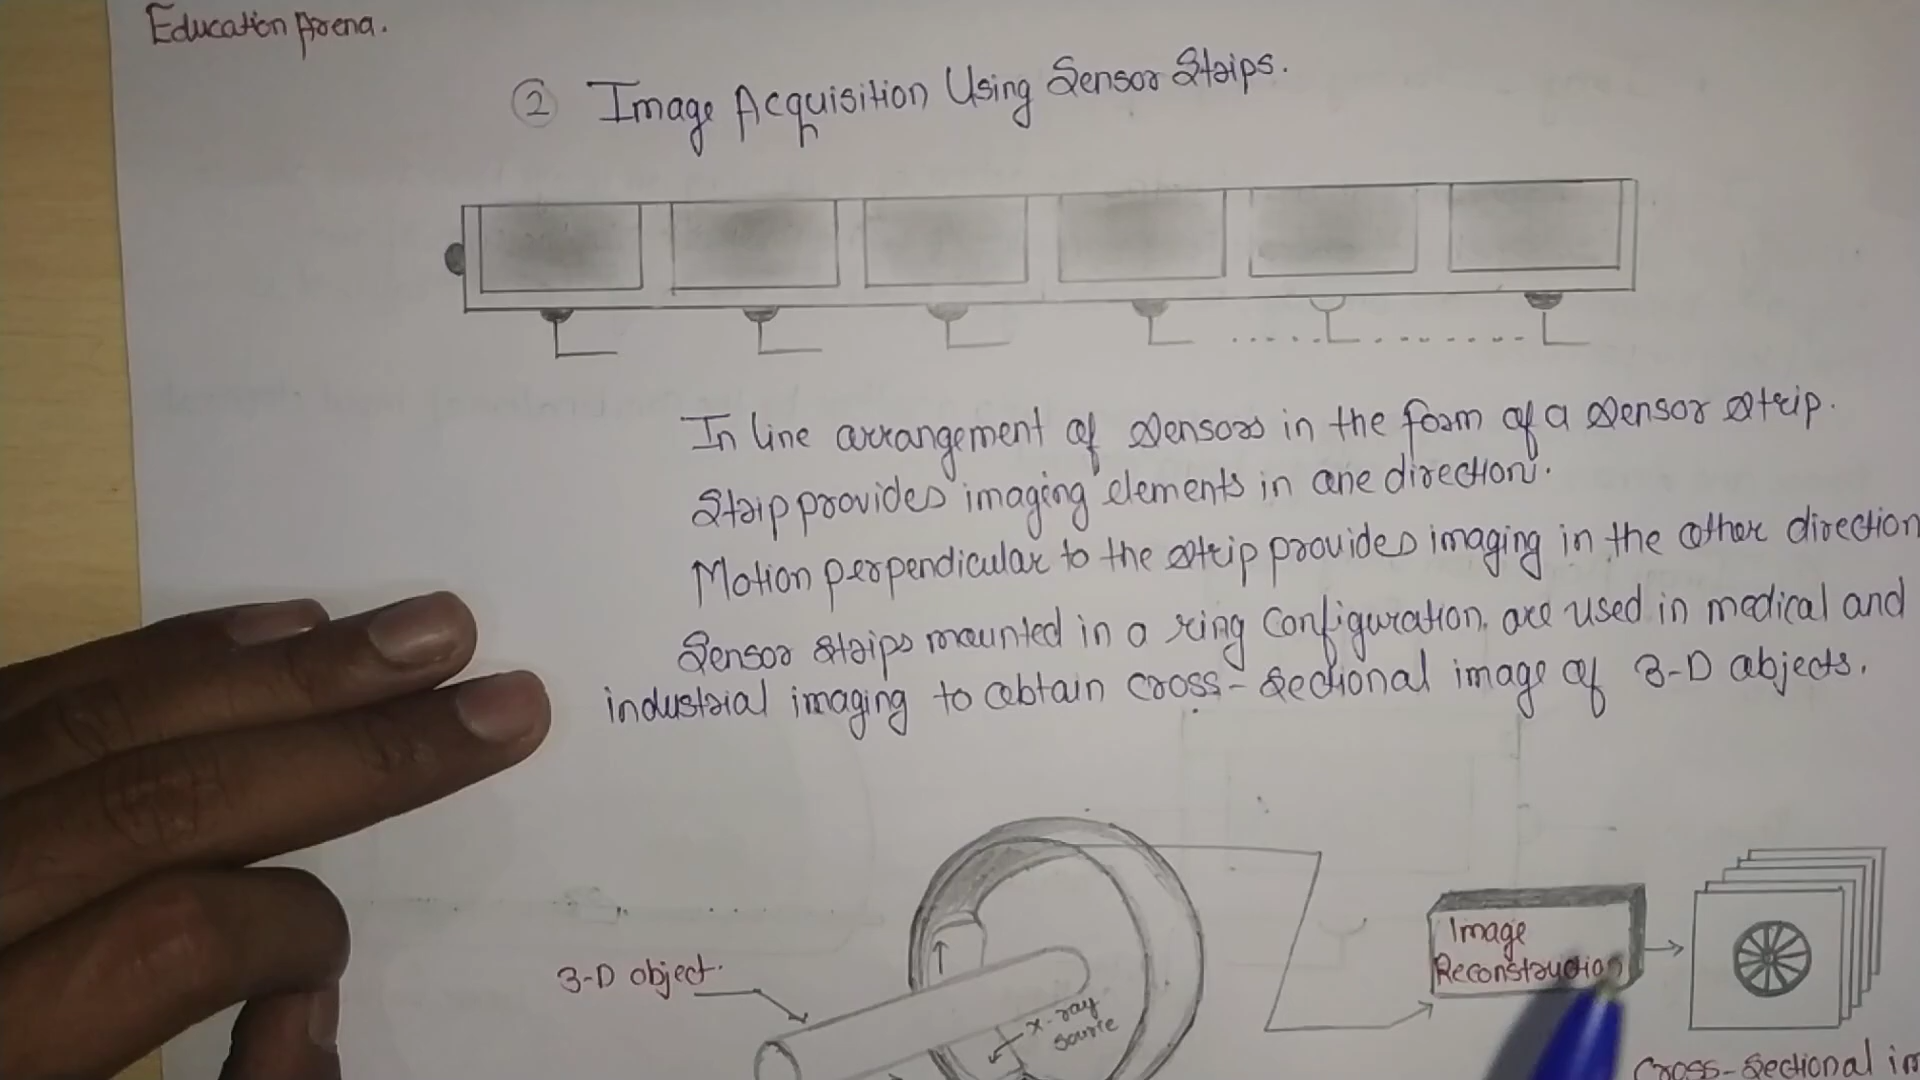 Education Arena.
② Image Acquisition Using Sensor Strips.
In line arrangement of sensors in the form of a sensor strip.
Strip provides imaging elements in one direction.
Motion perpendicular to the strip provides imaging in the other direction
Sensor strips mounted in a ring configuration, are used in medical and
industrial imaging to obtain cross-sectional image of 3-D objects.
3-D object.
x-ray
source
Image
Reconstruction
Cross-Sectional im